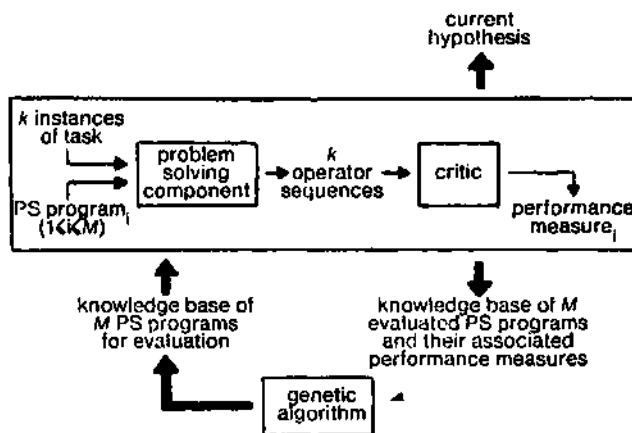 current
hypothesis
k instances
of task
problem
solving
component
k
operator
sequences
critic
PS program i
(1<i<M)
performance
measure i
knowledge base of
M PS programs
for evaluation
knowledge base of M
evaluated PS programs
and their associated
performance measures
genetic
algorithm